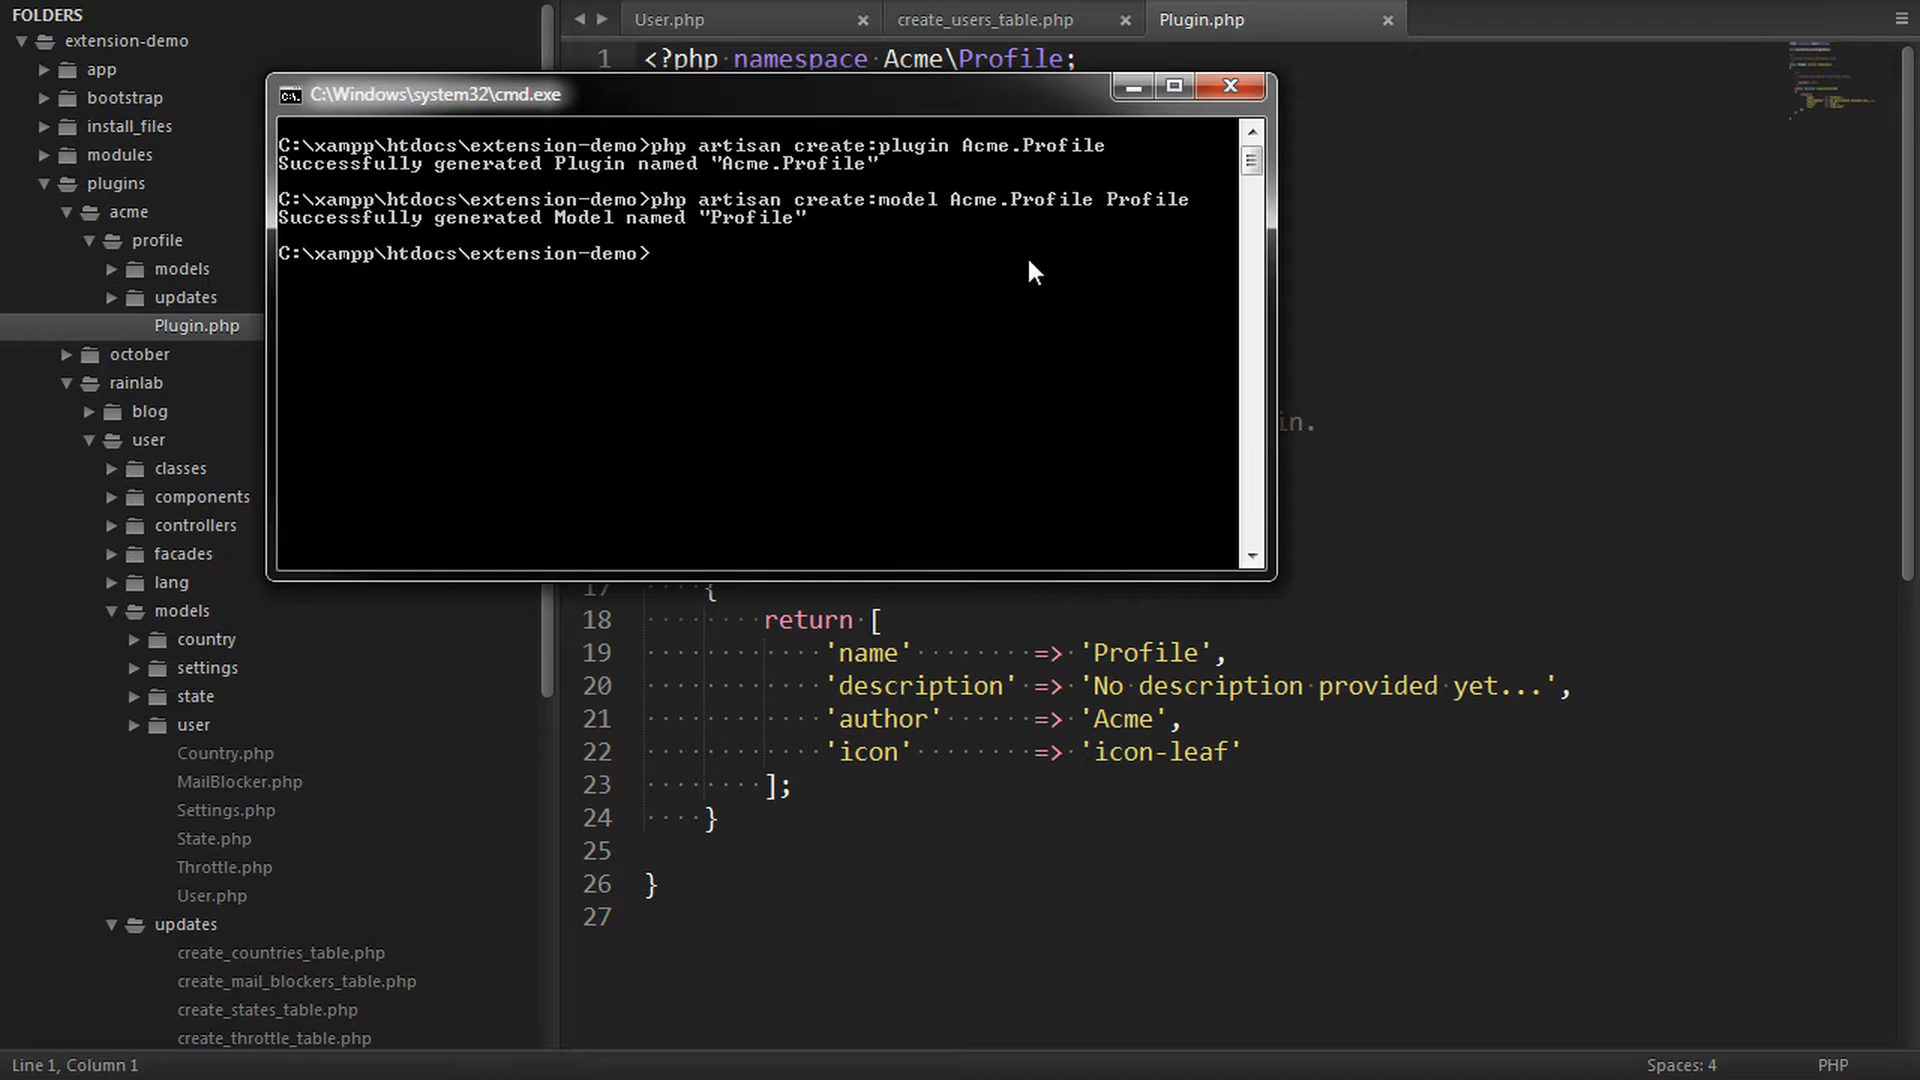 FOLDERS
extension-demo
app
bootstrap
install_files
modules
plugins
acme
profile
models
updates
Plugin.php
october
rainlab
blog
user
classes
components
controllers
facades
lang
models
country
settings
state
user
Country.php
MailBlocker.php
Settings.php
State.php
Throttle.php
User.php
updates
create_countries_table.php
create_mail_blockers_table.php
create_states_table.php
create_throttle_table.php
User.php
create_users_table.php
Plugin.php
1 <?php namespace Acme\Profile;
C:\Windows\system32\cmd.exe
C:\xampp\htdocs\extension-demo>php artisan create:plugin Acme.Profile
Successfully generated Plugin named "Acme.Profile"
C:\xampp\htdocs\extension-demo>php artisan create:model Acme.Profile Profile
Successfully generated Model named "Profile"
C:\xampp\htdocs\extension-demo>
in.
17 {
18 return [
19 'name' => 'Profile',
20 'description' => 'No description provided yet...',
21 'author' => 'Acme',
22 'icon' => 'icon-leaf'
23 ];
24 }
25
26 }
27
Line 1, Column 1
Spaces: 4
PHP